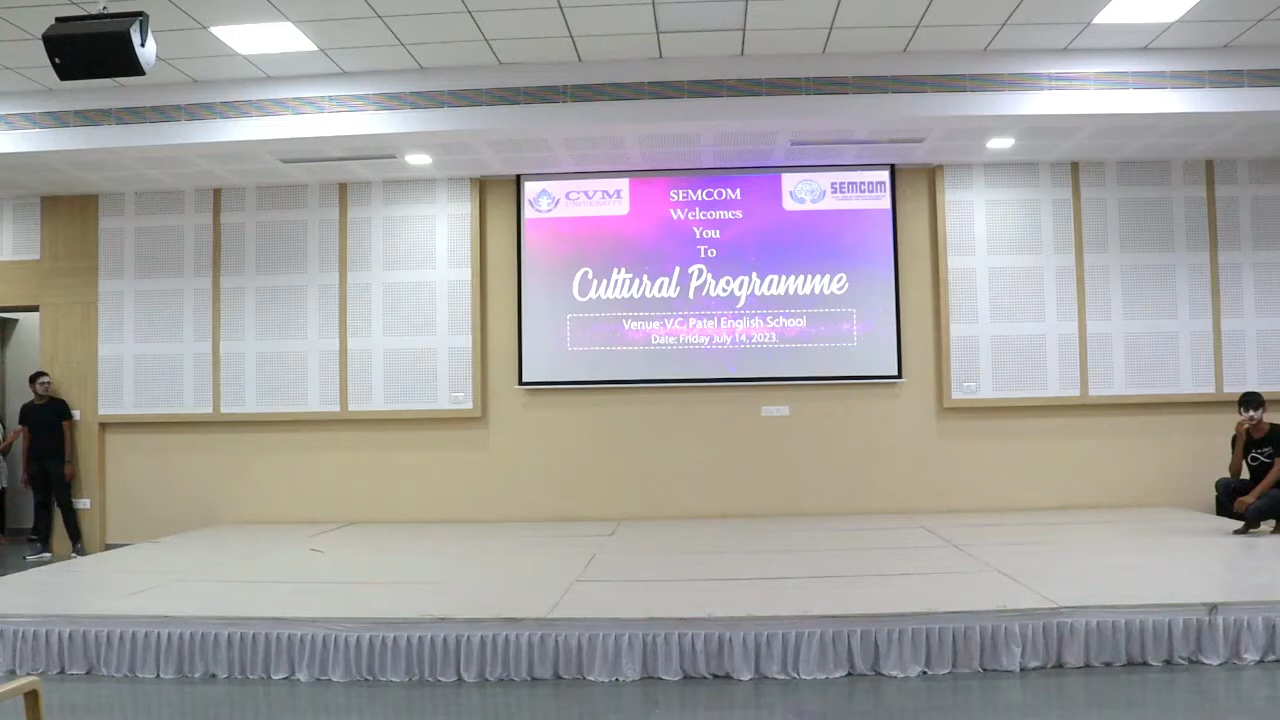 CVM
UNIVERSITY
SEMCOM
SEMCOM
Welcomes
You
To
Cultural Programme
Venue: V.C. Patel English School
Date: Friday July 14, 2023.